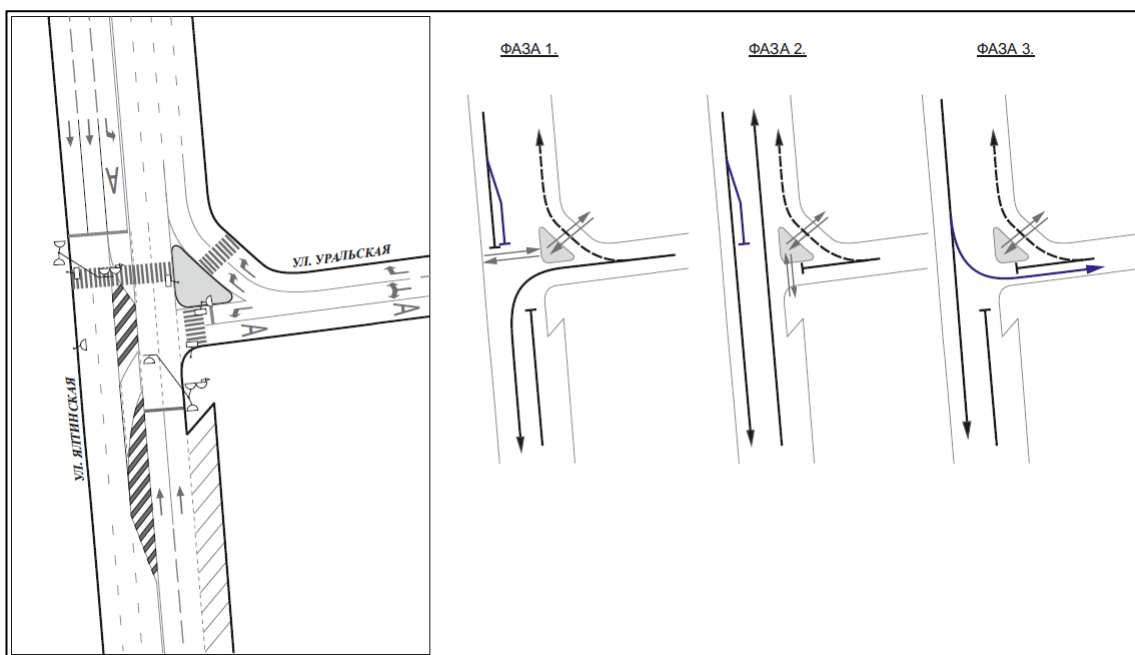 ФАЗА 1.
ФАЗА 2.
ФАЗА 3.
УЛ. УРАЛЬСКАЯ
УЛ. ЯЛТИНСКАЯ
А
А
А